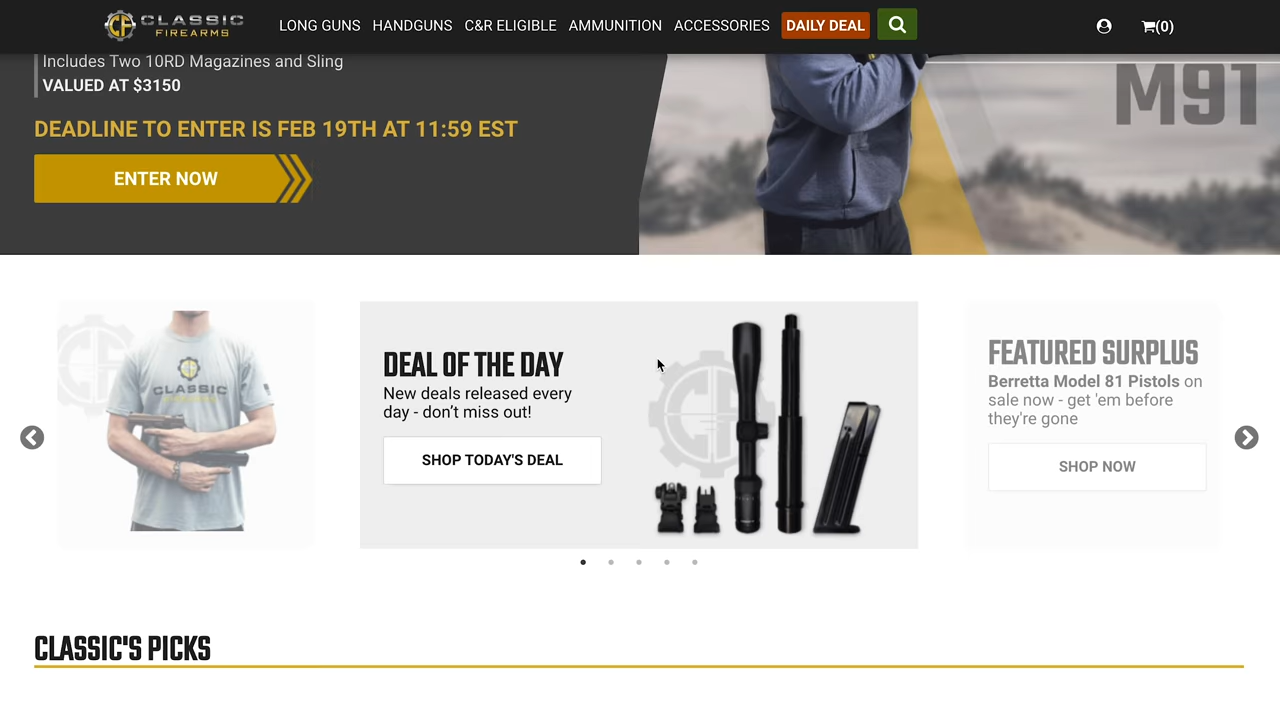 CLASSIC
FIREARMS
LONG GUNS
HANDGUNS
C&R ELIGIBLE
AMMUNITION
ACCESSORIES
DAILY DEAL
(0)
Includes Two 10RD Magazines and Sling
VALUED AT $3150
DEADLINE TO ENTER IS FEB 19TH AT 11:59 EST
ENTER NOW
M91
CLASSIC
DEAL OF THE DAY
New deals released every
day - don't miss out!
SHOP TODAY'S DEAL
FEATURED SURPLUS
Berretta Model 81 Pistols on
sale now - get 'em before
they're gone
SHOP NOW
CLASSIC'S PICKS